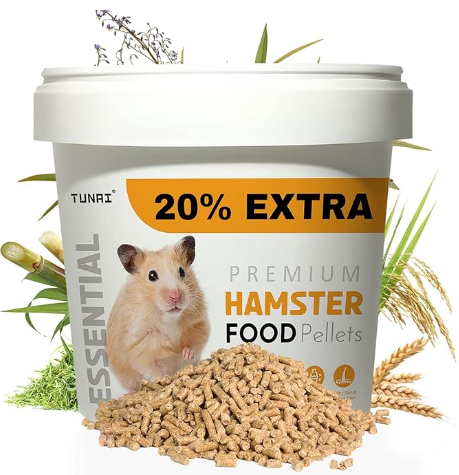 TUNAI
20% EXTRA
ESSENTIAL
PREMIUM
HAMSTER
FOOD Pellets